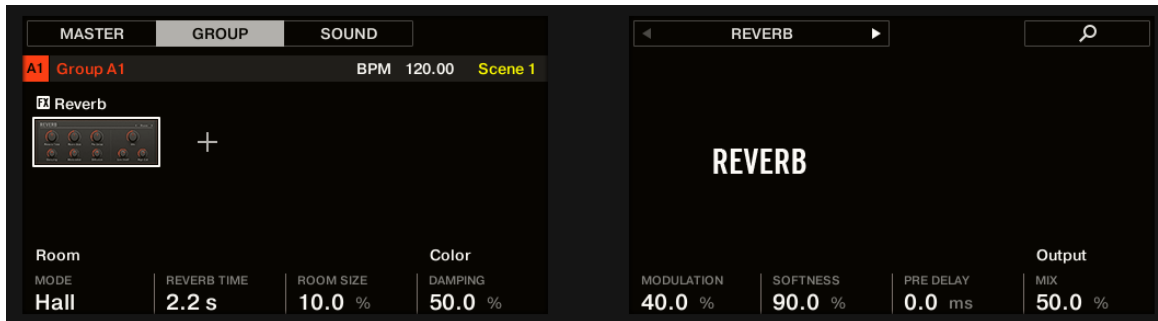 MASTER GROUP SOUND
A1 Group A1 BPM 120.00 Scene 1
FX Reverb
REVERB
Room Color
MODE REVERB TIME ROOM SIZE DAMPING
Hall 2.2 s 10.0 % 50.0 %
REVERB
REVERB
Output
MODULATION SOFTNESS PRE DELAY MIX
40.0 % 90.0 % 0.0 ms 50.0 %